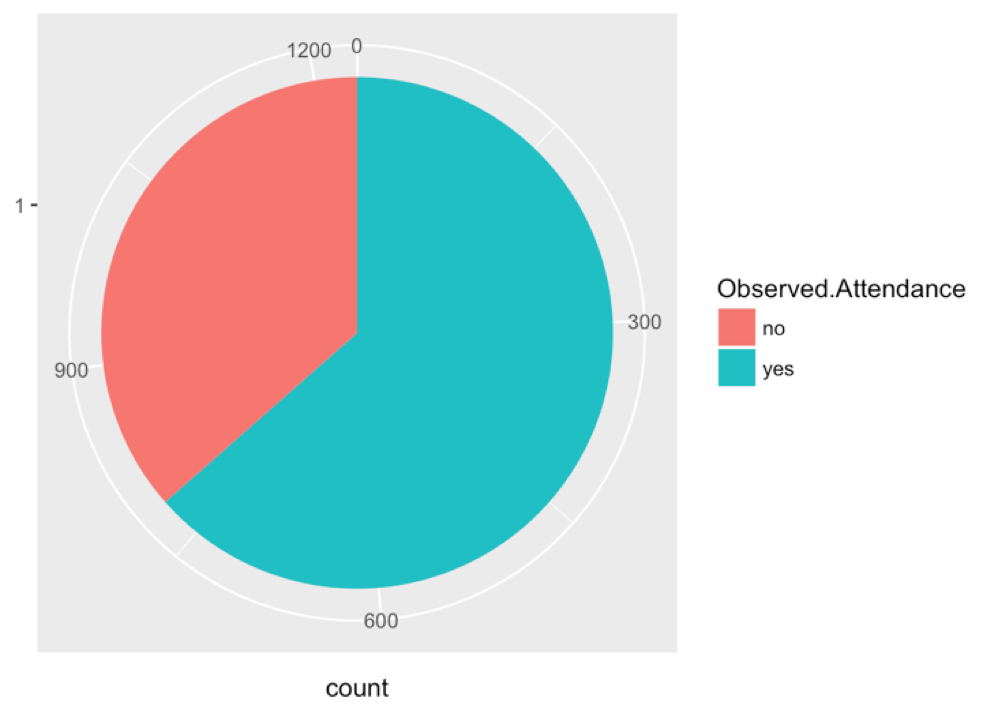 1200
0
1
300
900
600
count
Observed.Attendance
no
yes